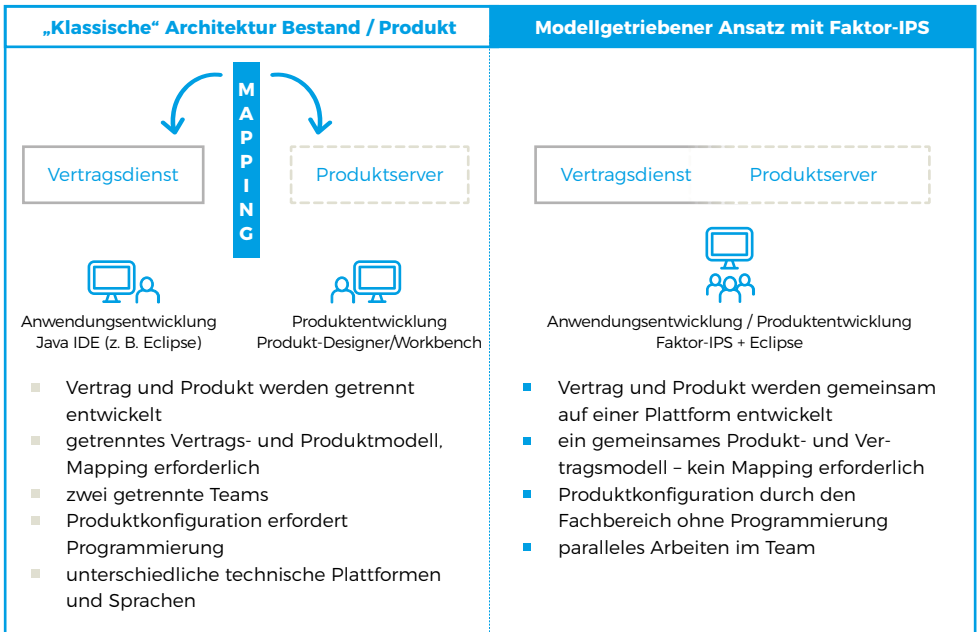 „Klassische“ Architektur Bestand / Produkt
MAPPING
Vertragsdienst
Produktserver
Anwendungsentwicklung
Java IDE (z. B. Eclipse)
Produktentwicklung
Produkt-Designer/Workbench
Vertrag und Produkt werden getrennt
entwickelt
getrenntes Vertrags- und Produktmodell,
Mapping erforderlich
zwei getrennte Teams
Produktkonfiguration erfordert
Programmierung
unterschiedliche technische Plattformen
und Sprachen
Modellgetriebener Ansatz mit Faktor-IPS
Vertragsdienst
Produktserver
Anwendungsentwicklung / Produktentwicklung
Faktor-IPS + Eclipse
Vertrag und Produkt werden gemeinsam
auf einer Plattform entwickelt
ein gemeinsames Produkt- und Ver-
tragsmodell – kein Mapping erforderlich
Produktkonfiguration durch den
Fachbereich ohne Programmierung
paralleles Arbeiten im Team